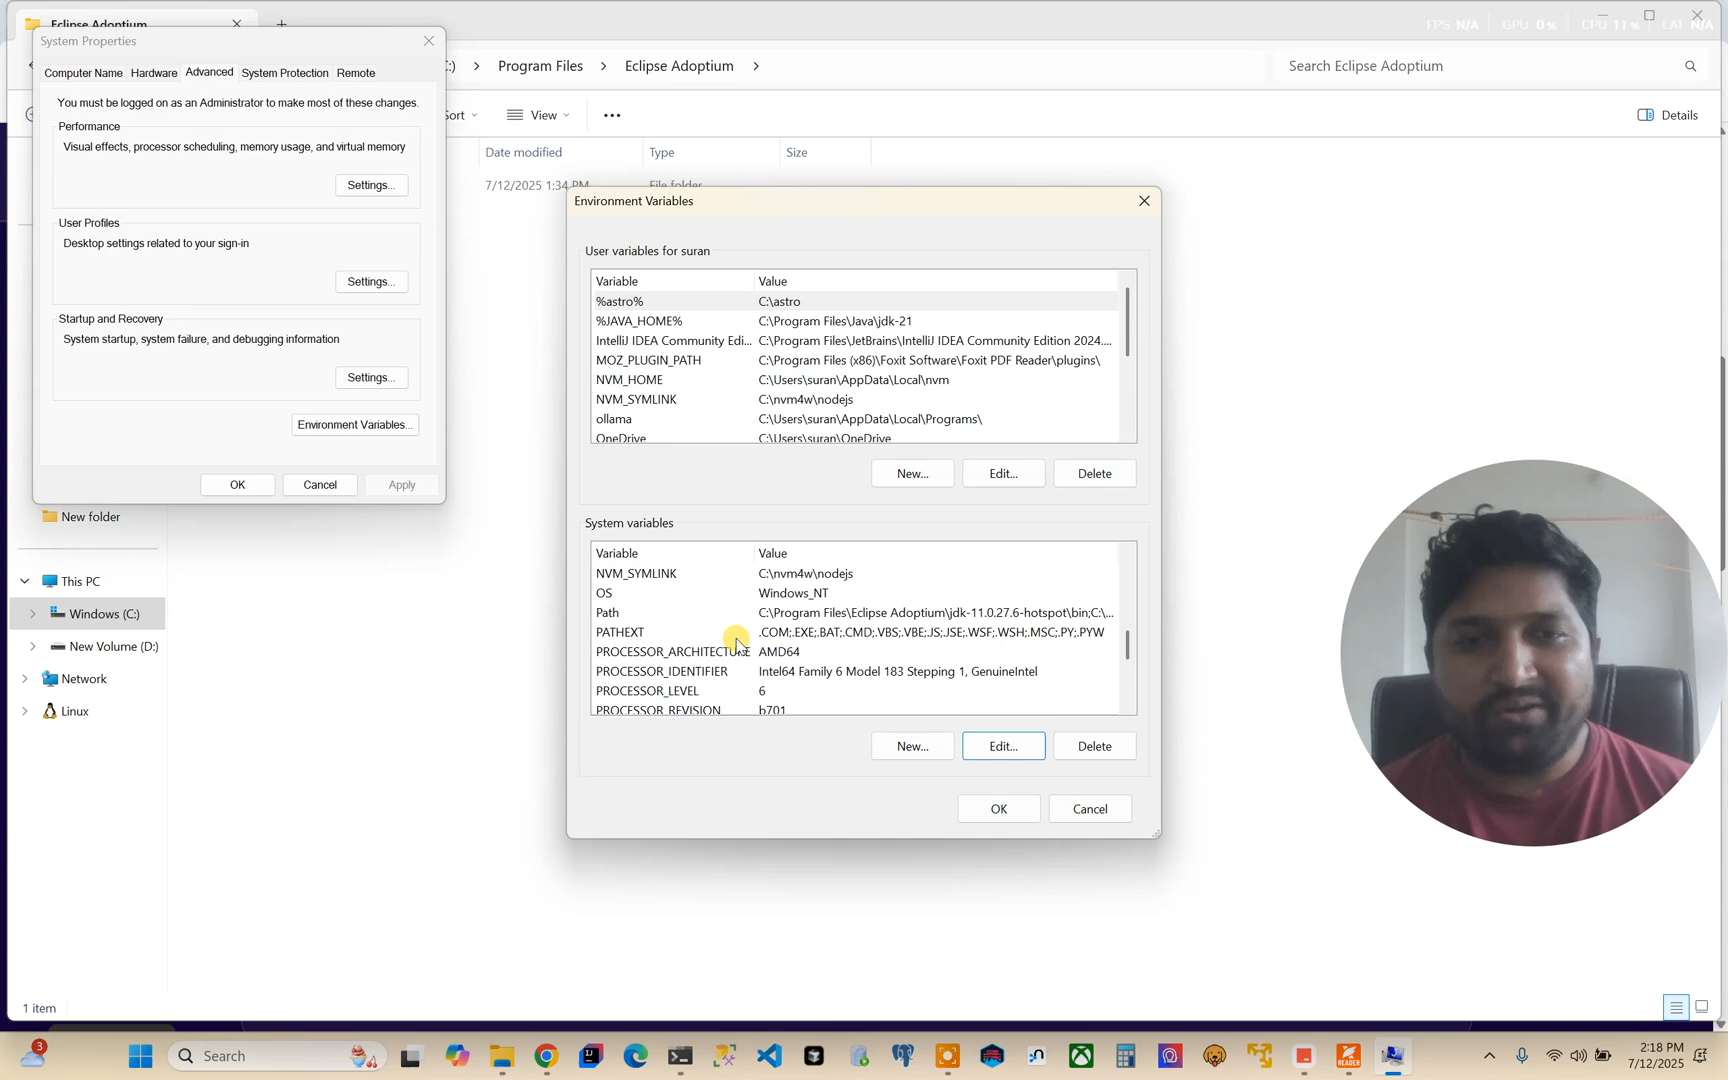 Eclipse Adoptium
FPS N/A GPU 0% CPU 11% LAT N/A
System Properties
Program Files > Eclipse Adoptium >
Search Eclipse Adoptium
Computer Name Hardware Advanced System Protection Remote
You must be logged on as an Administrator to make most of these changes.
Performance
Visual effects, processor scheduling, memory usage, and virtual memory
Settings...
User Profiles
Desktop settings related to your sign-in
Settings...
Startup and Recovery
System startup, system failure, and debugging information
Settings...
Environment Variables...
OK Cancel Apply
View
Details
Date modified Type Size
7/12/2025 1:34 PM File folder
Environment Variables
User variables for suran
Variable Value
%astro% C:\astro
%JAVA_HOME% C:\Program Files\Java\jdk-21
IntelliJ IDEA Community Edi... C:\Program Files\JetBrains\IntelliJ IDEA Community Edition 2024....
MOZ_PLUGIN_PATH C:\Program Files (x86)\Foxit Software\Foxit PDF Reader\plugins\
NVM_HOME C:\Users\suran\AppData\Local\nvm
NVM_SYMLINK C:\nvm4w\nodejs
ollama C:\Users\suran\AppData\Local\Programs\
OneDrive C:\Users\suran\OneDrive
New... Edit... Delete
System variables
Variable Value
NVM_SYMLINK C:\nvm4w\nodejs
OS Windows_NT
Path C:\Program Files\Eclipse Adoptium\jdk-11.0.27.6-hotspot\bin;C:\...
PATHEXT .COM;.EXE;.BAT;.CMD;.VBS;.VBE;.JS;.JSE;.WSF;.WSH;.MSC;.PY;.PYW
PROCESSOR_ARCHITECTURE AMD64
PROCESSOR_IDENTIFIER Intel64 Family 6 Model 183 Stepping 1, GenuineIntel
PROCESSOR_LEVEL 6
PROCESSOR_REVISION b701
New... Edit... Delete
OK Cancel
New folder
This PC
Windows (C:)
New Volume (D:)
Network
Linux
1 item
3
Search
READER
2:18 PM
7/12/2025